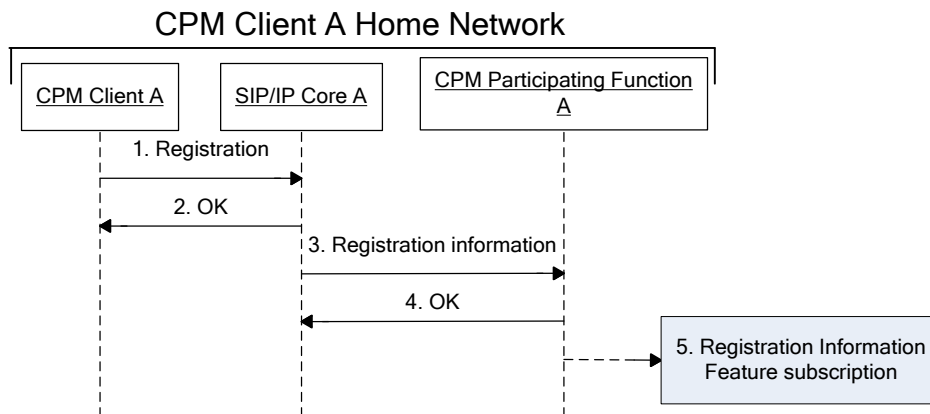 CPM Client A Home Network
CPM Client A
SIP/IP Core A
CPM Participating Function
A
1. Registration
2. OK
3. Registration information
4. OK
5. Registration Information
Feature subscription